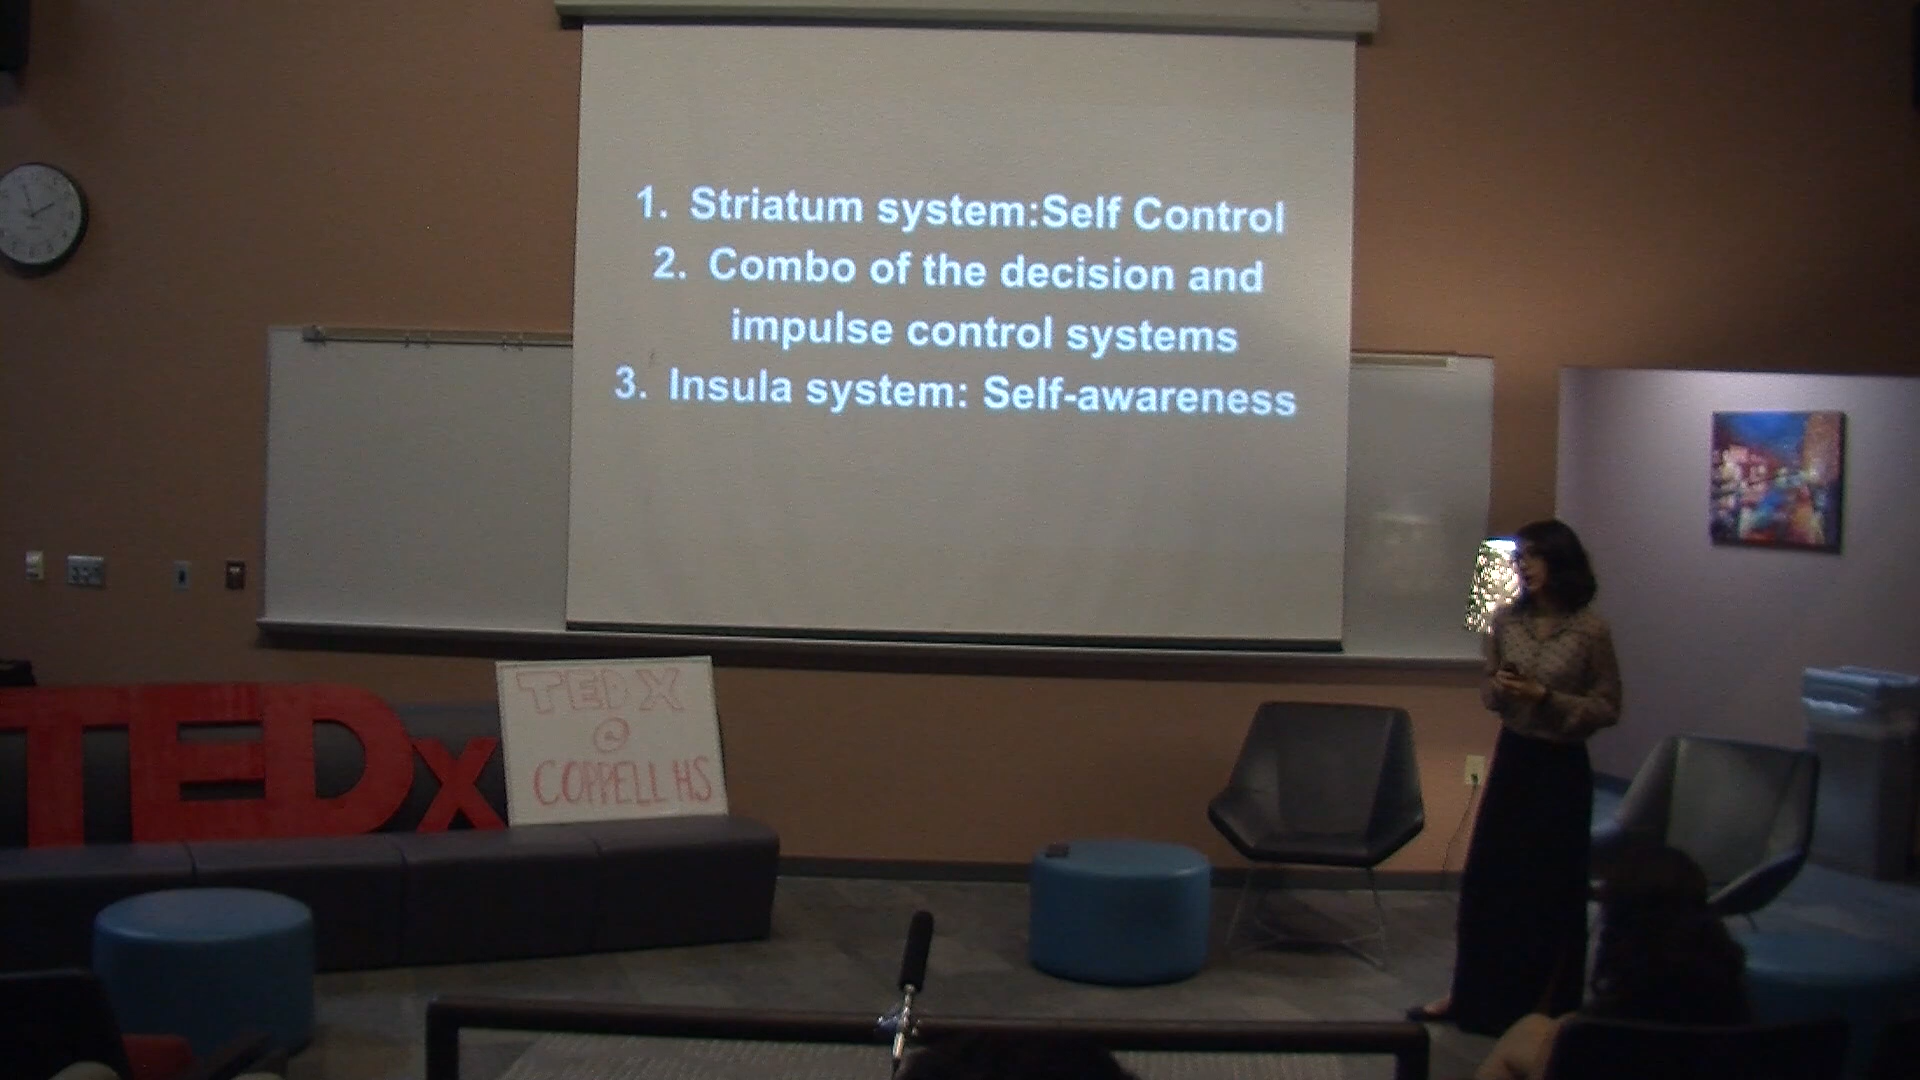 1. Striatum system:Self Control
2. Combo of the decision and
impulse control systems
3. Insula system: Self-awareness
TEDx
TEDX
@
COPPELL HS